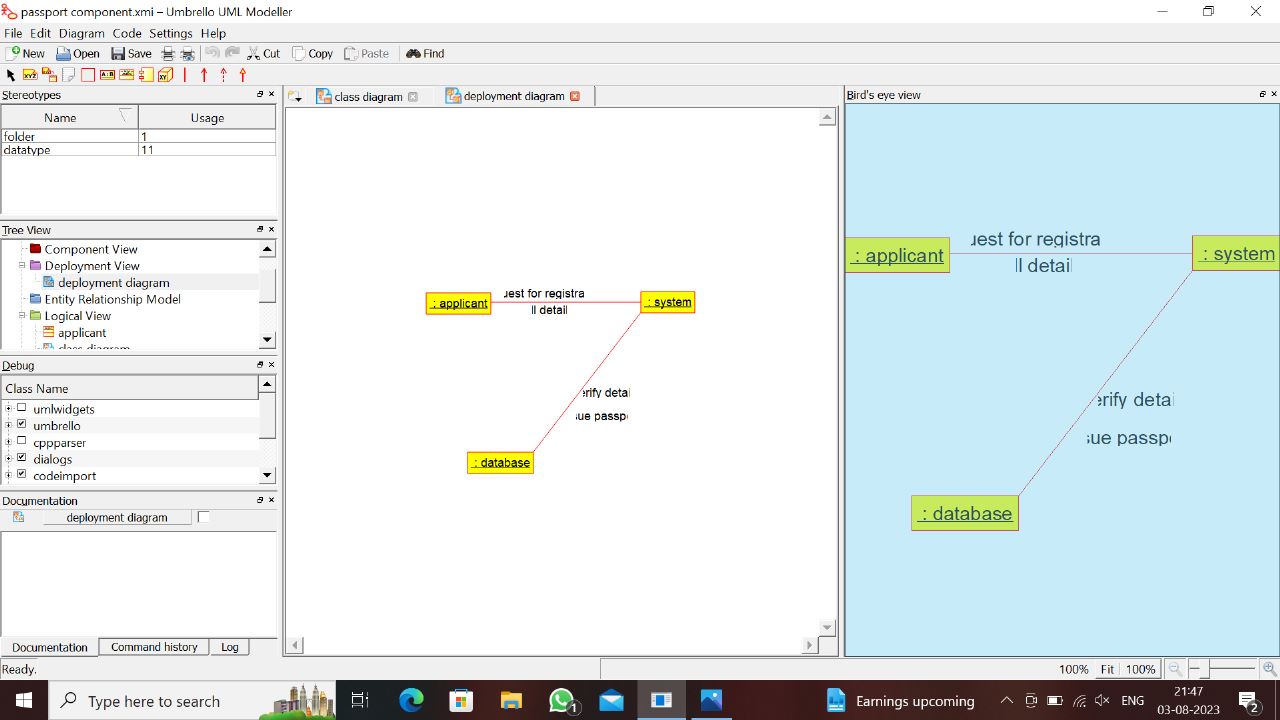 passport component.xmi – Umbrello UML Modeller
File Edit Diagram Code Settings Help
New Open Save Cut Copy Paste Find
Stereotypes
Name Usage
folder 1
datatype 11
Tree View
Component View
Deployment View
deployment diagram
Entity Relationship Model
Logical View
applicant
class diagram
Debug
Class Name
umlwidgets
umbrello
cppparser
dialogs
codeimport
Documentation
deployment diagram
Documentation Command history Log
class diagram deployment diagram
: applicant
uest for registra
ll detail
: system
erify detai
sue passp
: database
Bird's eye view
: applicant
uest for registra
ll detail
: system
erify detai
sue passp
: database
Ready.
100% Fit 100%
Type here to search
1
Earnings upcoming
ENG
21:47
03-08-2023
2